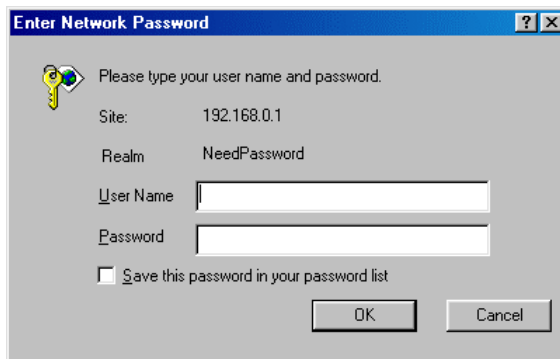 Enter Network Password
Please type your user name and password.
Site: 192.168.0.1
Realm NeedPassword
User Name
Password
Save this password in your password list
OK Cancel